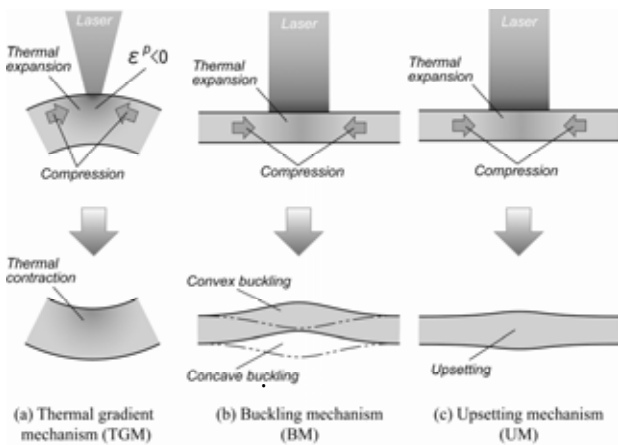 Laser
Thermal
expansion
ε^p<0
Compression
Thermal
contraction
(a) Thermal gradient
mechanism (TGM)
Laser
Thermal
expansion
Compression
Convex buckling
Concave buckling
(b) Buckling mechanism
(BM)
Laser
Thermal
expansion
Compression
Upsetting
(c) Upsetting mechanism
(UM)